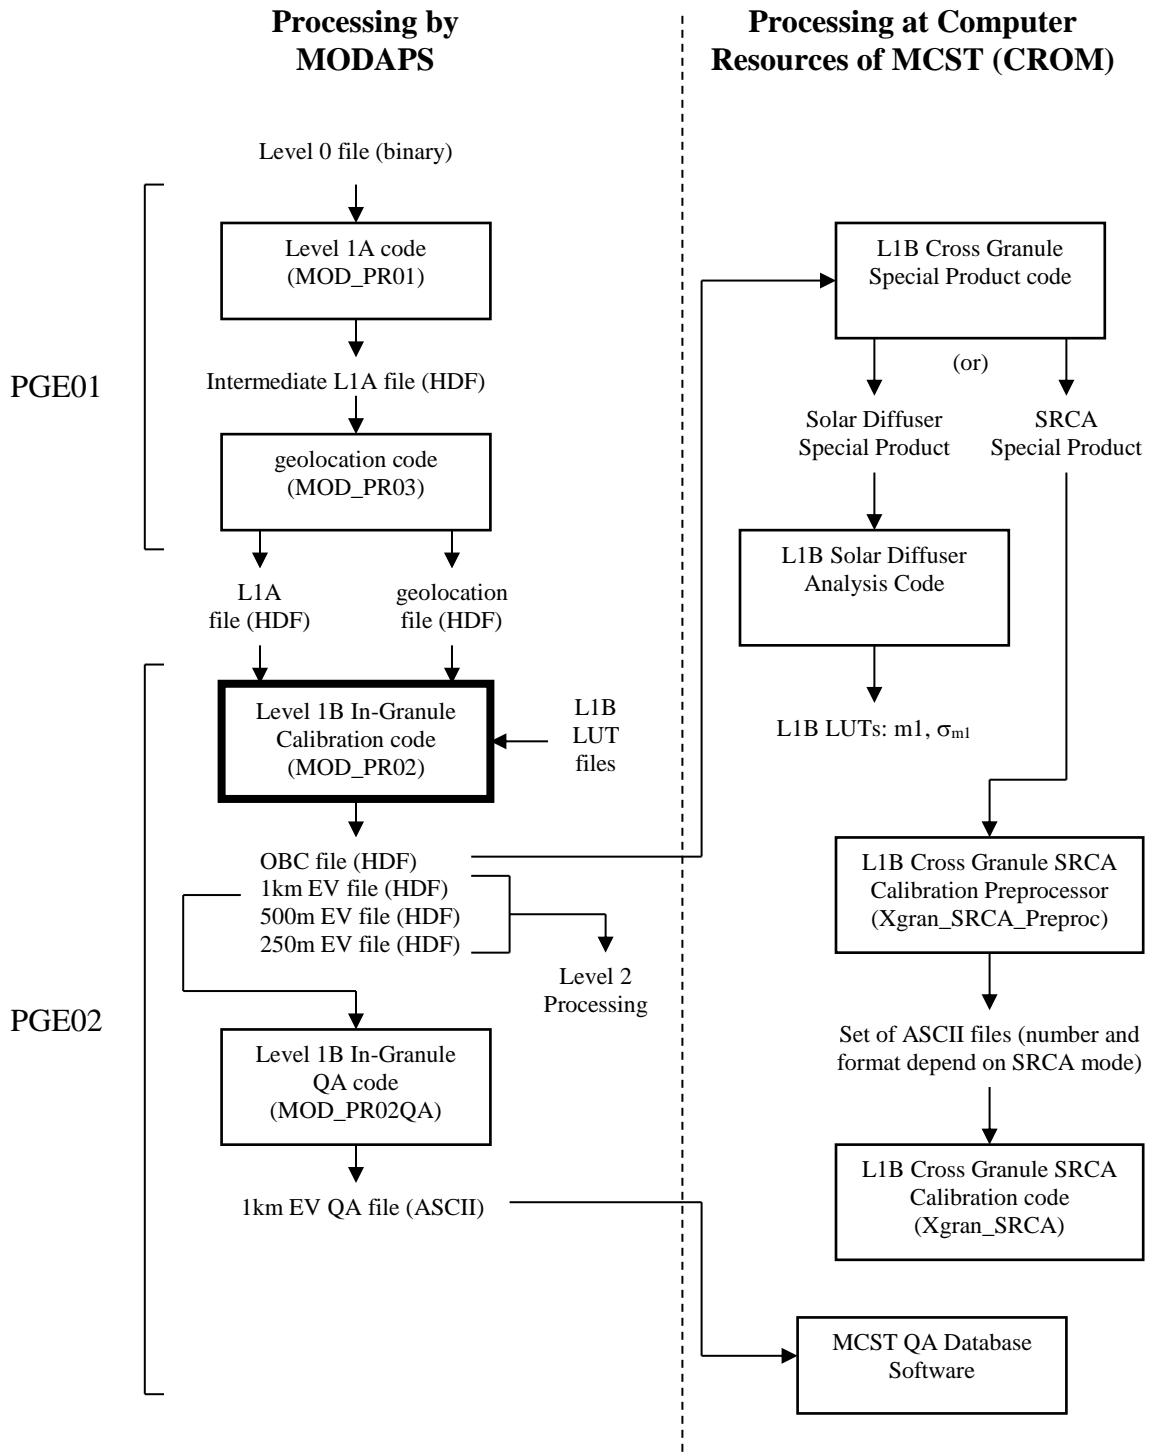 Processing by
MODAPS
Processing at Computer
Resources of MCST (CROM)
Level 0 file (binary)
PGE01
Level 1A code
(MOD_PR01)
Intermediate L1A file (HDF)
geolocation code
(MOD_PR03)
L1A
file (HDF)
geolocation
file (HDF)
PGE02
Level 1B In-Granule
Calibration code
(MOD_PR02)
L1B
LUT
files
OBC file (HDF)
1km EV file (HDF)
500m EV file (HDF)
250m EV file (HDF)
Level 2
Processing
Level 1B In-Granule
QA code
(MOD_PR02QA)
1km EV QA file (ASCII)
L1B Cross Granule
Special Product code
(or)
Solar Diffuser
Special Product
SRCA
Special Product
L1B Solar Diffuser
Analysis Code
L1B LUTs: m1, σm1
L1B Cross Granule SRCA
Calibration Preprocessor
(Xgran_SRCA_Preproc)
Set of ASCII files (number and
format depend on SRCA mode)
L1B Cross Granule SRCA
Calibration code
(Xgran_SRCA)
MCST QA Database
Software